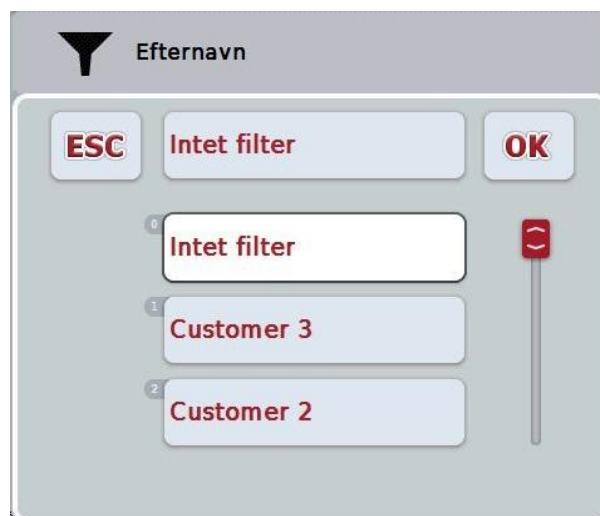 Efternavn
ESC Intet filter OK
0
Intet filter
1
Customer 3
2
Customer 2